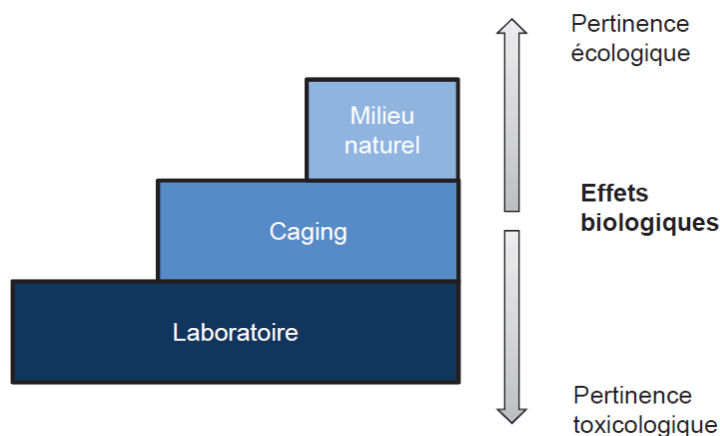 Pertinence
écologique
Milieu
naturel
Effets
biologiques
Caging
Laboratoire
Pertinence
toxicologique